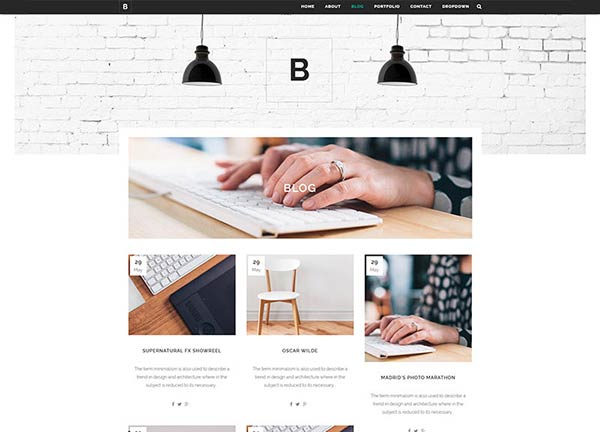 B HOME ABOUT BLOG PORTFOLIO CONTACT DROPDOWN
B
BLOG
29
May
29
May
29
May
SUPERNATURAL FX SHOWREEL
The term minimalism is also used to describe a
trend in design and architecture where in the
subject is reduced to its necessary.
OSCAR WILDE
The term minimalism is also used to describe a
trend in design and architecture where in the
subject is reduced to its necessary.
MADRID'S PHOTO MARATHON
The term minimalism is also used to describe a
trend in design and architecture where in the
subject is reduced to its necessary.
29
29